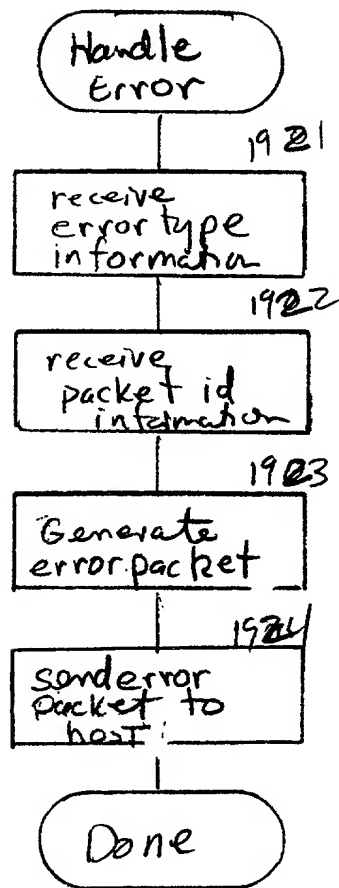 Handle
Error
1921
receive
error type
information
1922
receive
packet id
information
1923
Generate
error packet
1924
send error
packet to
host
Done